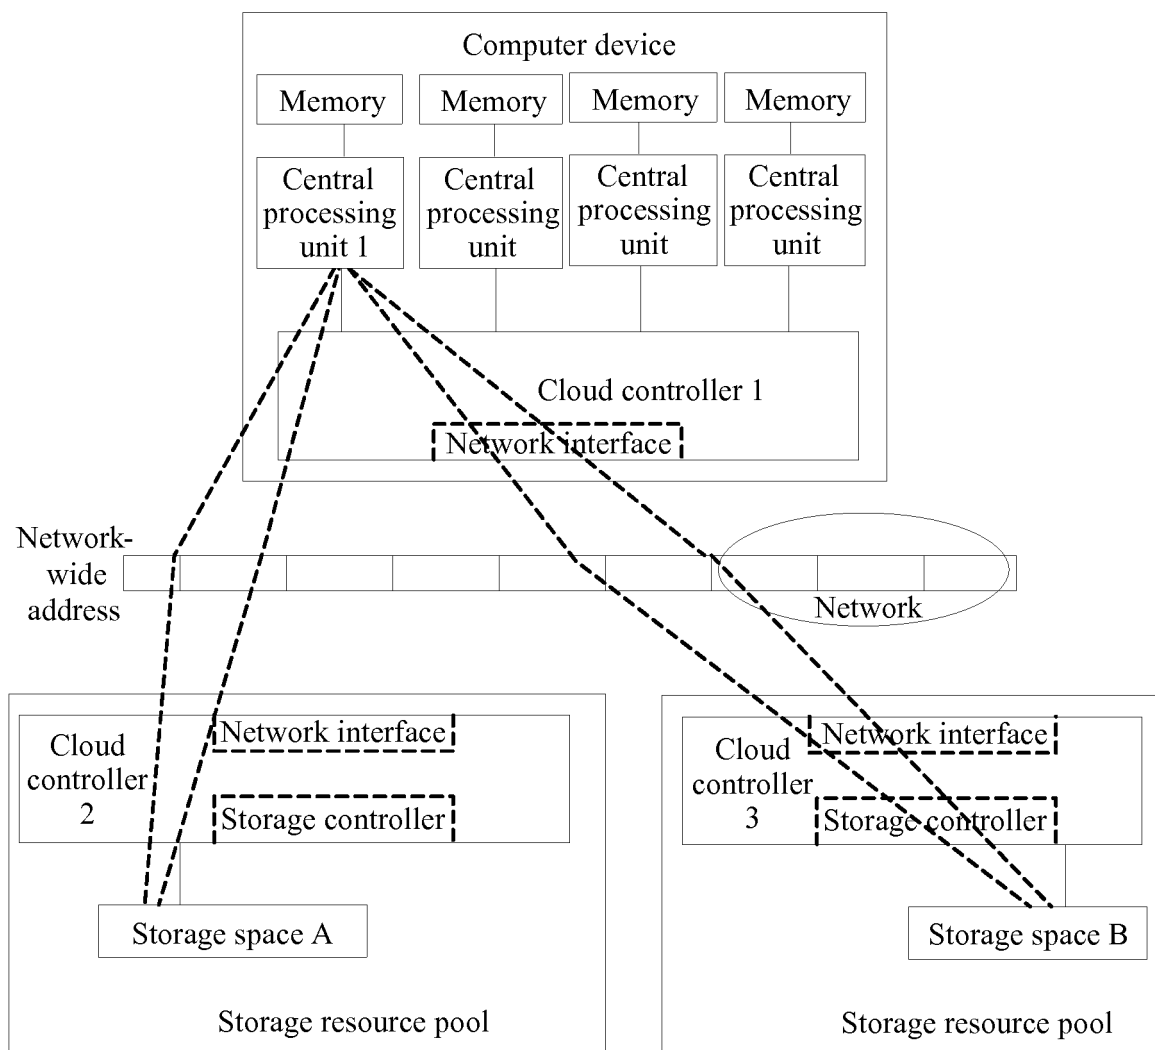 Computer device
Memory Memory Memory Memory
Central processing unit 1
Central processing unit
Central processing unit
Central processing unit
Cloud controller 1
Network interface
Network-
wide
address
Network
Network interface
Cloud
controller
2
Storage controller
Storage space A
Storage resource pool
Network interface
Cloud
controller
3
Storage controller
Storage space B
Storage resource pool